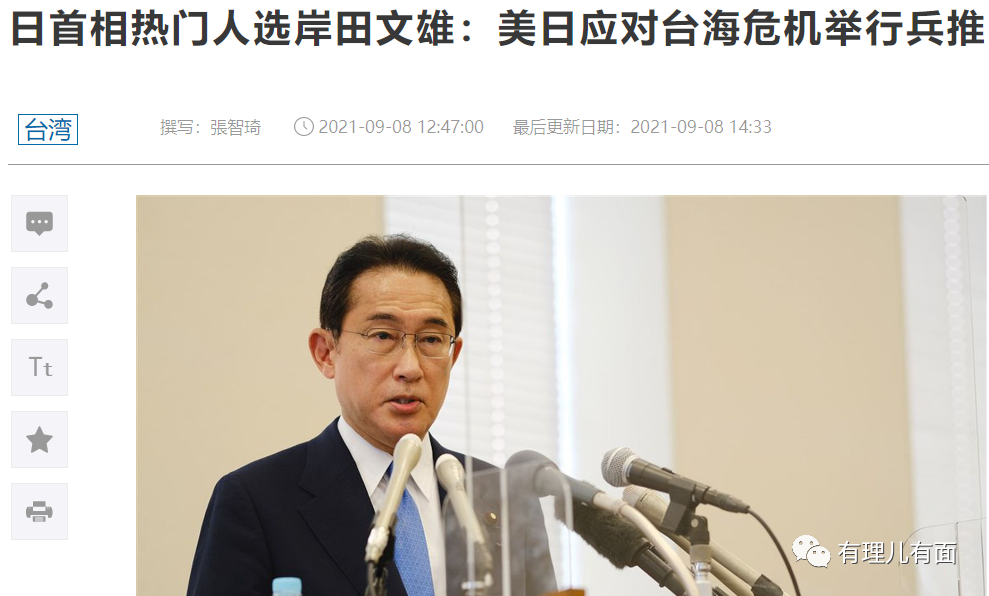 日首相热门人选岸田文雄：美日应对台海危机举行兵推
台湾
撰写：張智琦 2021-09-08 12:47:00 最后更新日期：2021-09-08 14:33
Tt
有理儿有面